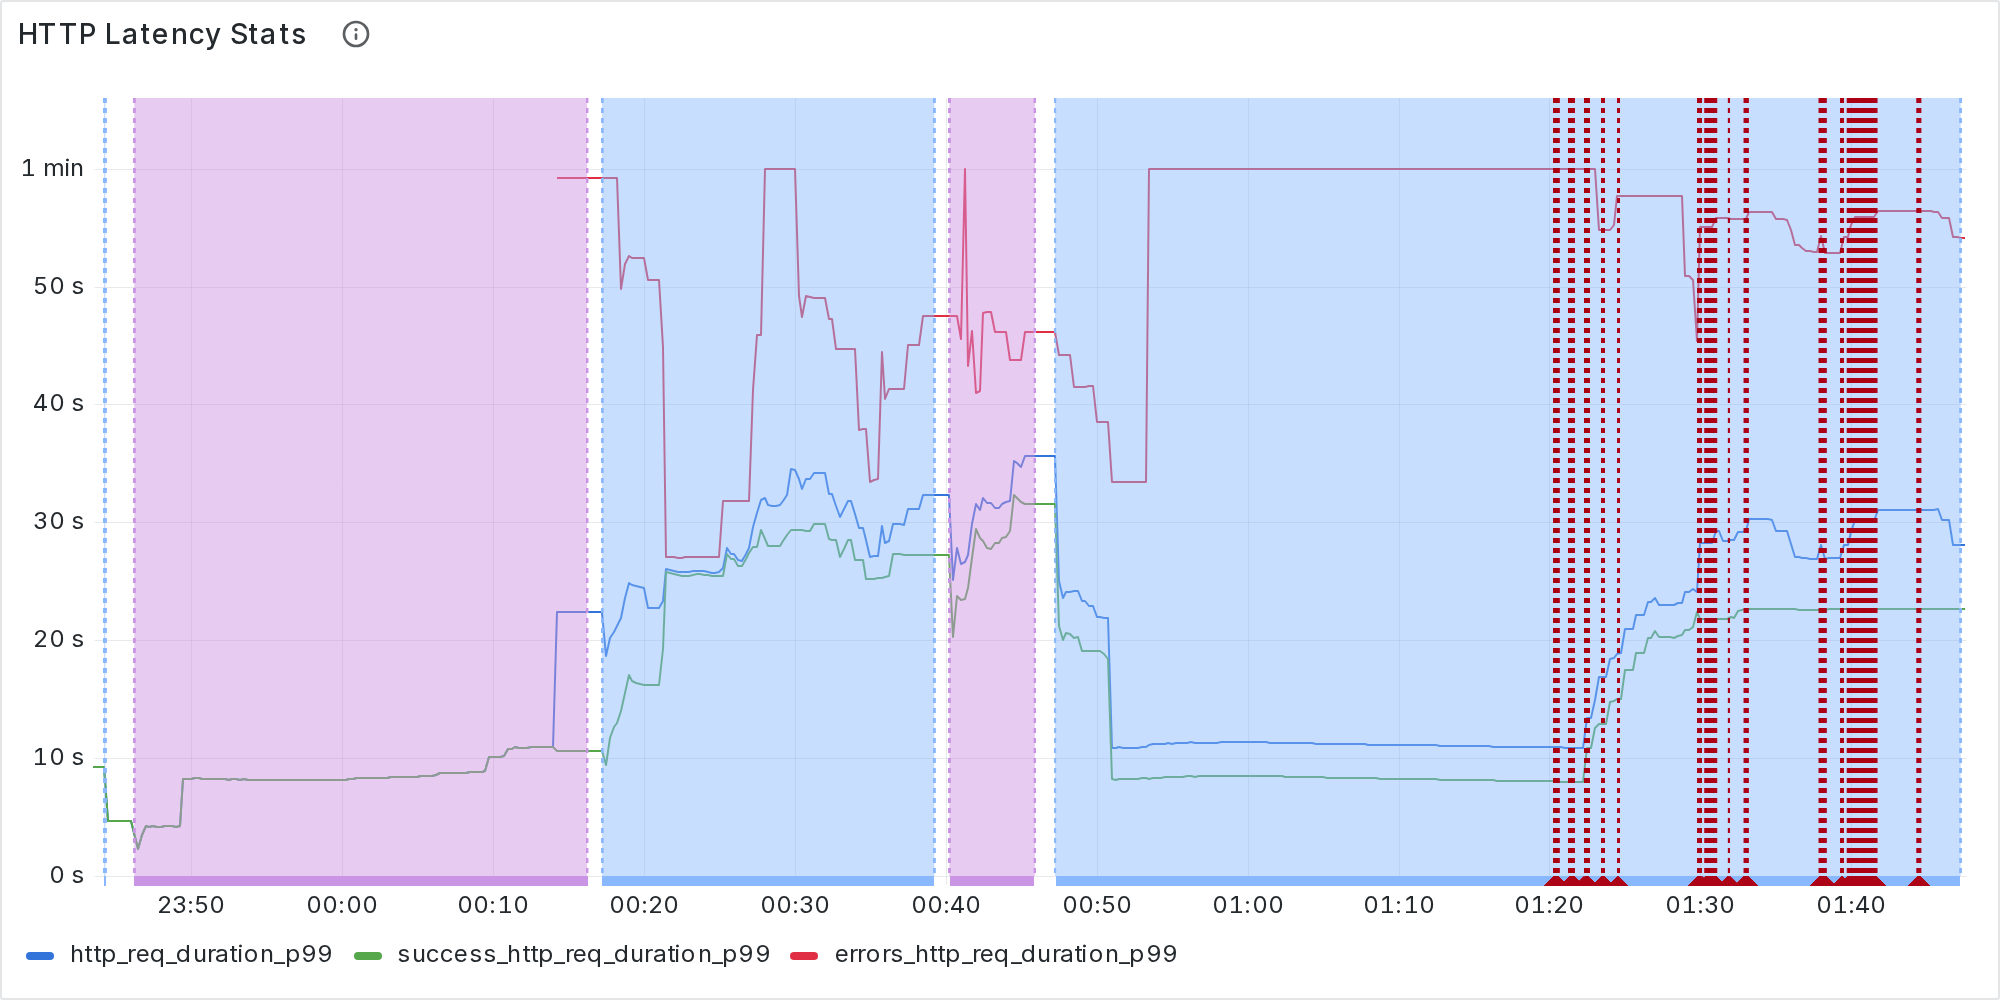 HTTP Latency Stats
1 min
50 s
40 s
30 s
20 s
10 s
0 s
23:50 00:00 00:10 00:20 00:30 00:40 00:50 01:00 01:10 01:20 01:30 01:40
http_req_duration_p99 success_http_req_duration_p99 errors_http_req_duration_p99